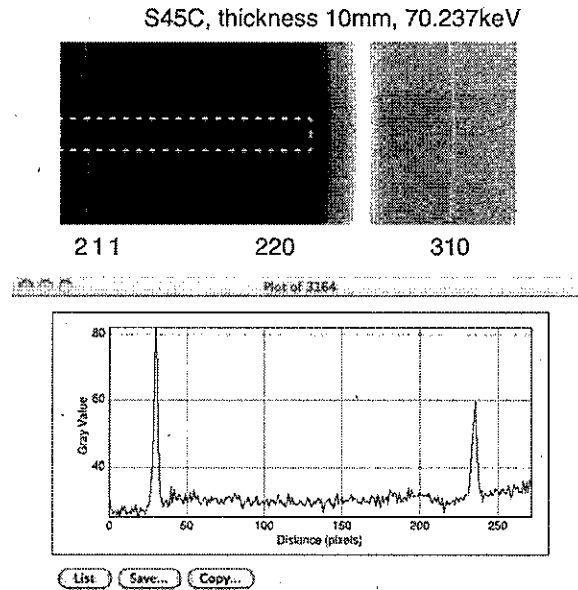 S45C, thickness 10mm, 70.237keV
211 220 310
Plot of 3164
80
60
40
Gray Value
0 50 100 150 200 250
Distance (pixels)
List Save... Copy...